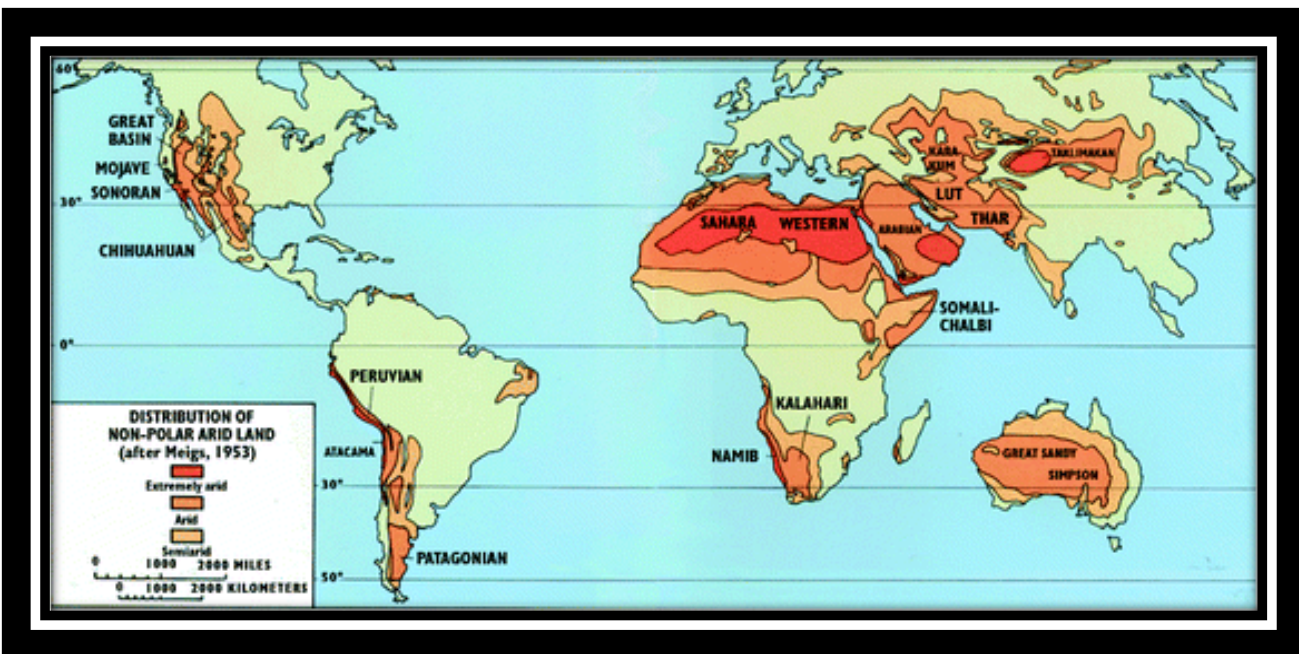 60°
GREAT
BASIN
MOJAVE
SONORAN
30°
CHIHUAHUAN
0°
PERUVIAN
ATACAMA
30°
PATAGONIAN
50°
KARA
KUM
TAKLIMAKAN
LUT
THAR
SAHARA WESTERN
ARABIAN
SOMALI-
CHALBI
KALAHARI
NAMIB
GREAT SANDY
SIMPSON
DISTRIBUTION OF
NON-POLAR ARID LAND
(after Meigs, 1953)
Extremely arid
Arid
Semiarid
0 1000 2000 MILES
0 1000 2000 KILOMETERS